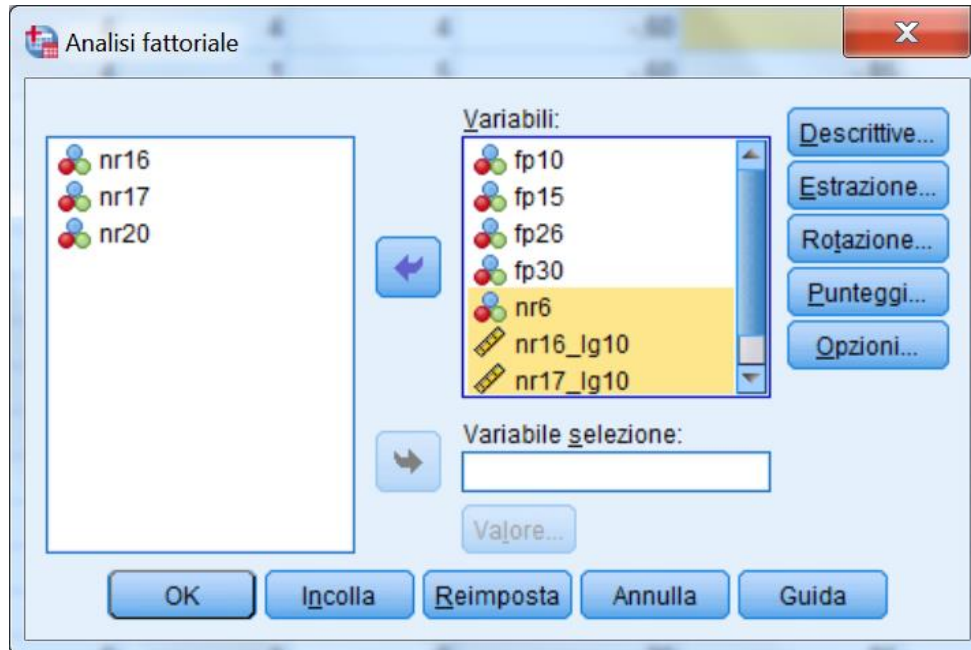 Analisi fattoriale
nr16
nr17
nr20
Variabili:
fp10
fp15
fp26
fp30
nr6
nr16_lg10
nr17_lg10
Variabile selezione:
Valore...
Descrittive...
Estrazione...
Rotazione...
Punteggi...
Opzioni...
OK
Incolla
Reimposta
Annulla
Guida